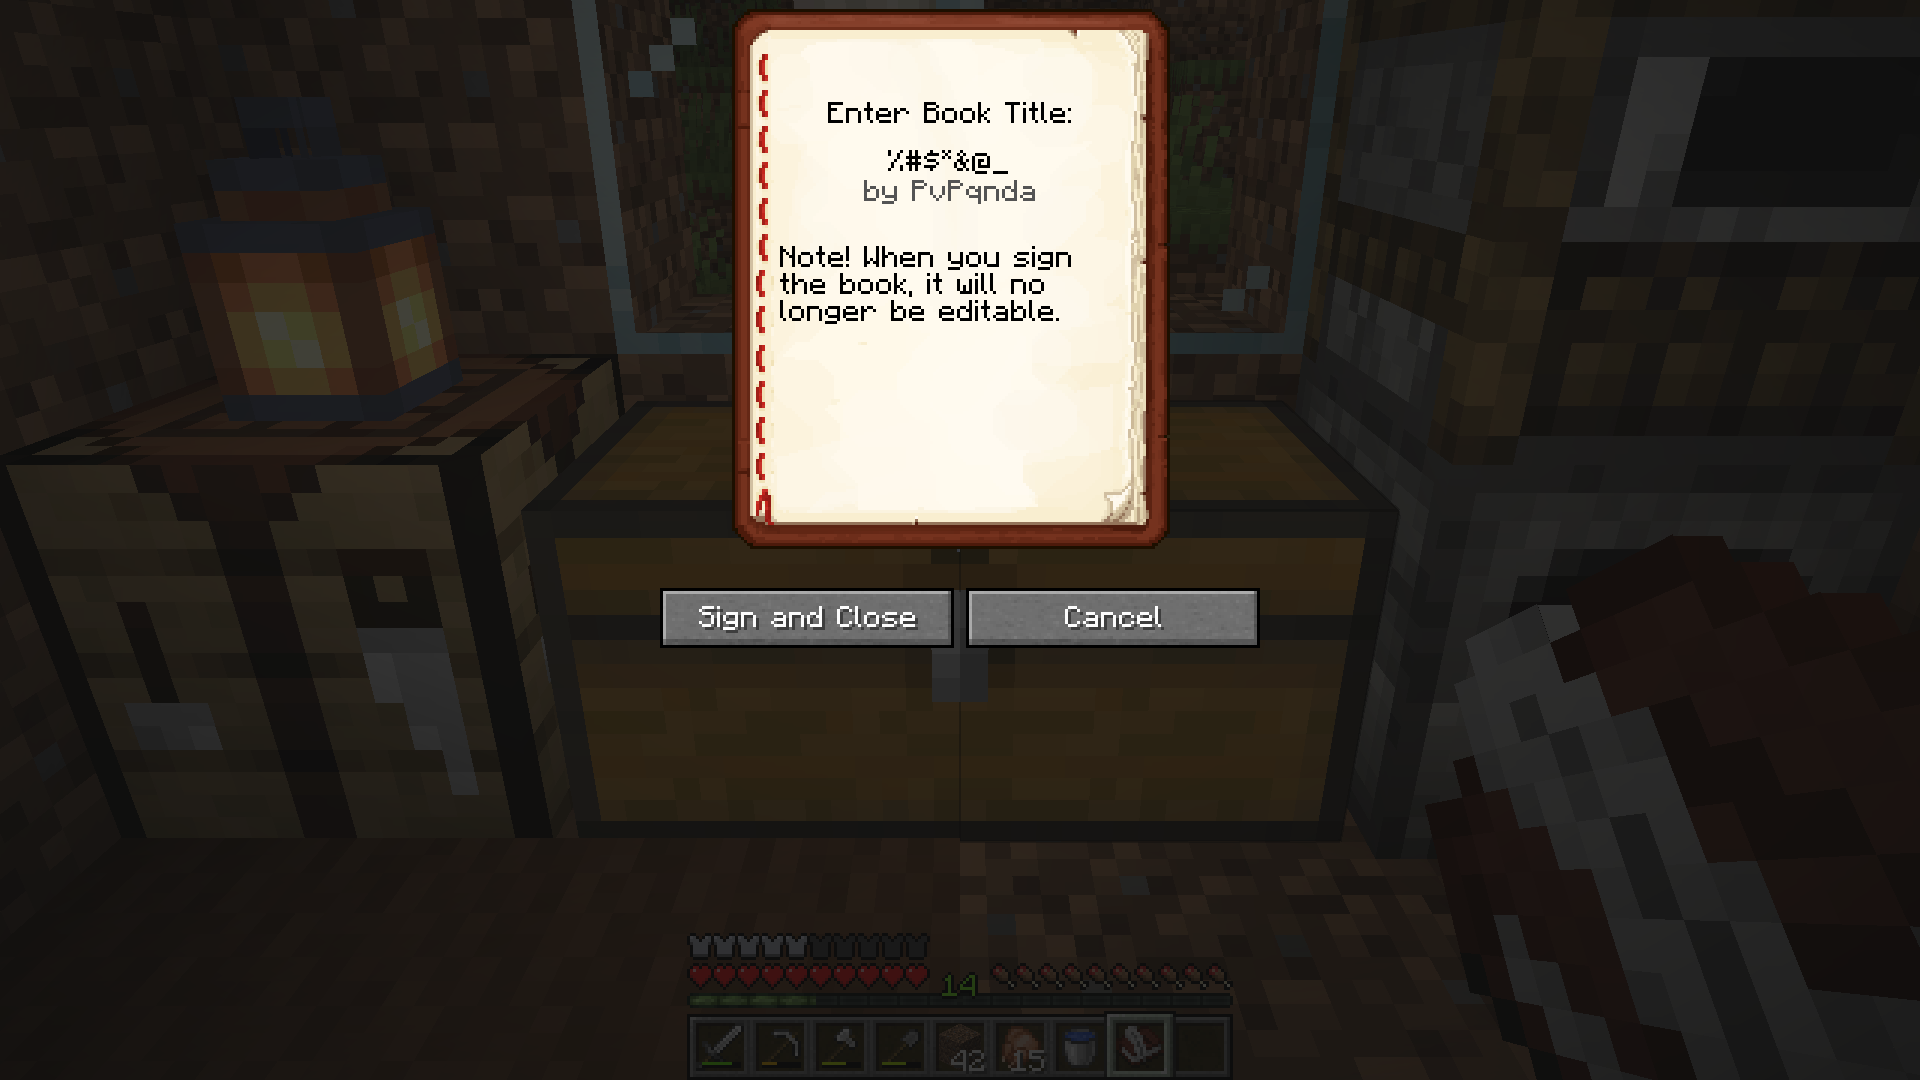 Enter Book Title:
%#$*&@_
by PvPqnda
Note! When you sign
the book, it will no
longer be editable.
Sign and Close
Cancel
14
42
15